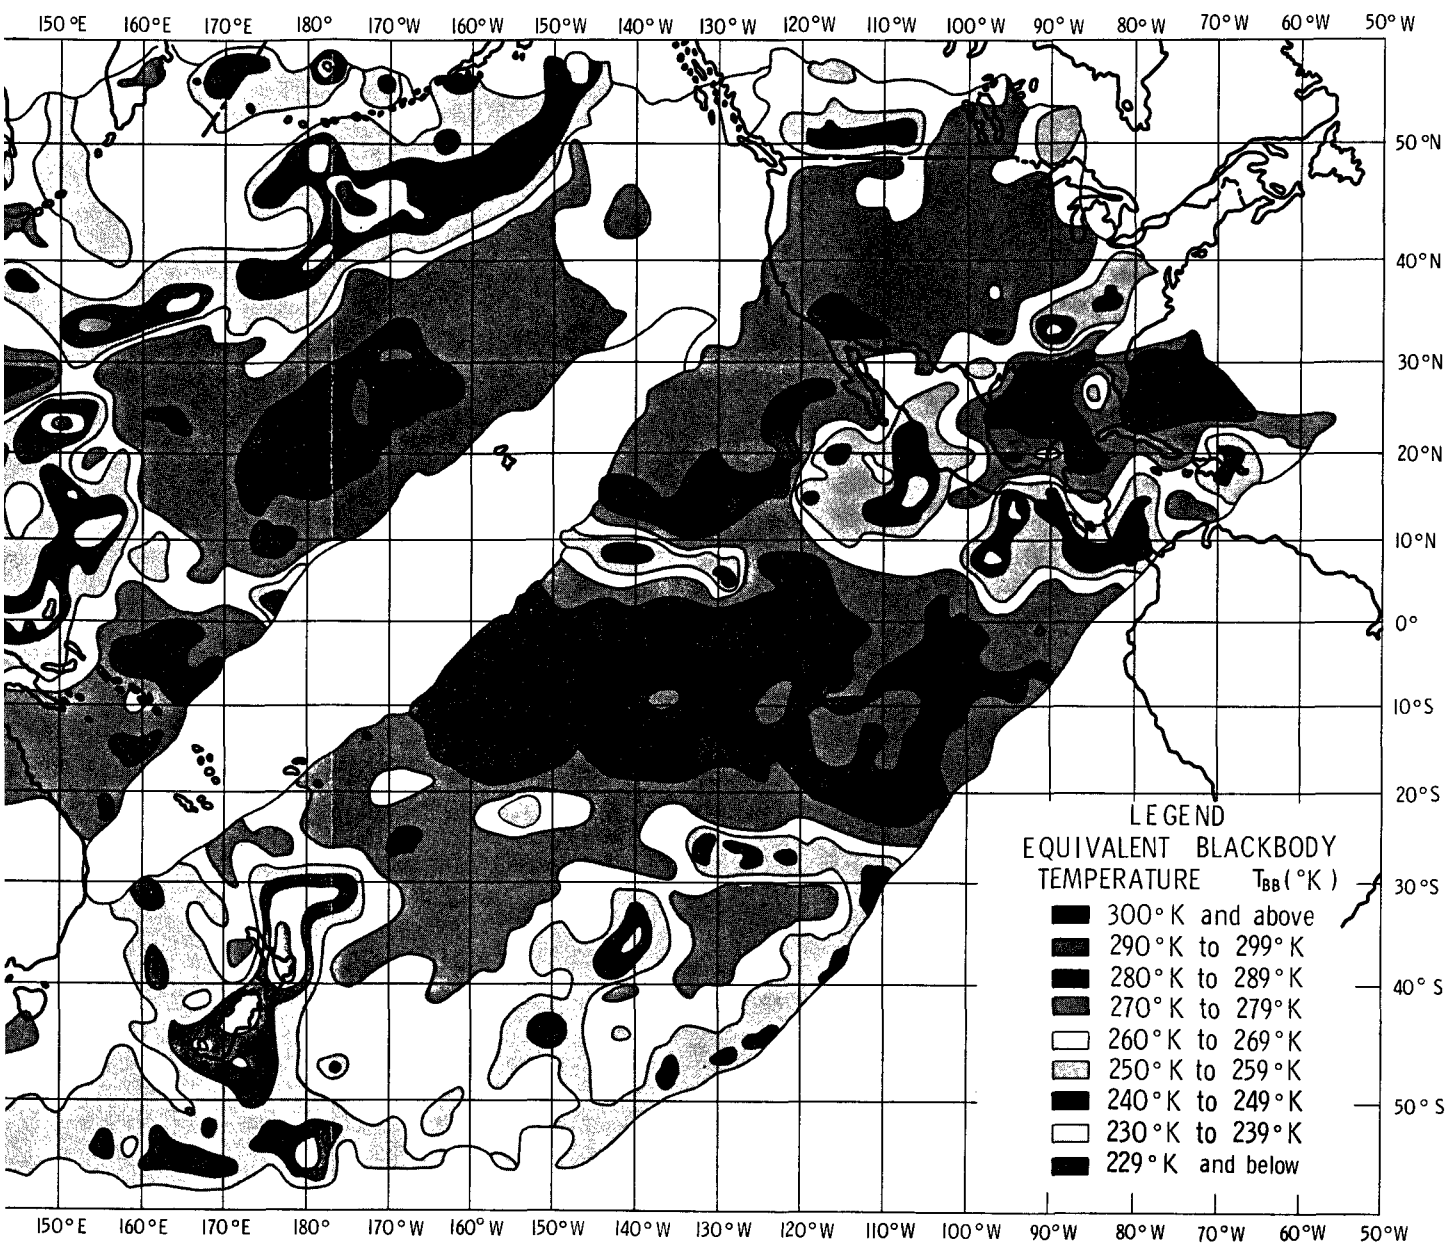 150°E 160°E 170°E 180° 170°W 160°W 150°W 140°W 130°W 120°W 110°W 100°W 90°W 80°W 70°W 60°W 50°W
50°N
40°N
30°N
20°N
10°N
0°
10°S
20°S
30°S
40°S
50°S
LEGEND
EQUIVALENT BLACKBODY
TEMPERATURE TBB(°K)
300°K and above
290°K to 299°K
280°K to 289°K
270°K to 279°K
260°K to 269°K
250°K to 259°K
240°K to 249°K
230°K to 239°K
229°K and below
150°E 160°E 170°E 180° 170°W 160°W 150°W 140°W 130°W 120°W 110°W 100°W 90°W 80°W 70°W 60°W 50°W